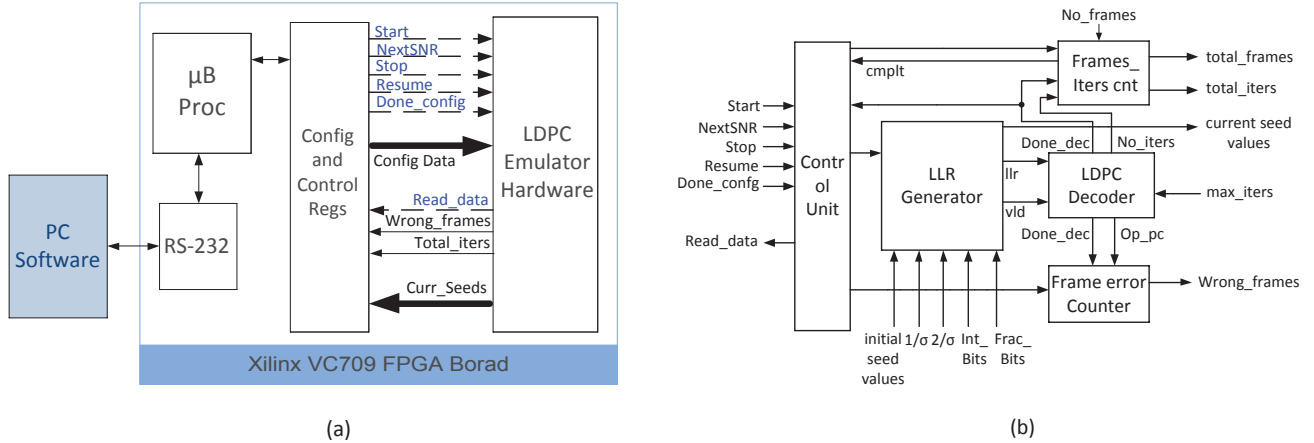 PC
Software
µB
Proc
RS-232
Config
and
Control
Regs
Start
NextSNR
Stop
Resume
Done_config
Config Data
Read_data
Wrong_frames
Total_iters
Curr_Seeds
LDPC
Emulator
Hardware
Xilinx VC709 FPGA Borad
(a)
No_frames
Frames_
Iters cnt
total_frames
total_iters
cmplt
Start
NextSNR
Stop
Resume
Done_confg
Read_data
Contr
ol
Unit
LLR
Generator
current seed
values
Done_dec
No_iters
llr
vld
LDPC
Decoder
max_iters
Done_dec
Op_pc
Frame error
Counter
Wrong_frames
initial
seed
values
1/σ
2/σ
Int_
Bits
Frac_
Bits
(b)